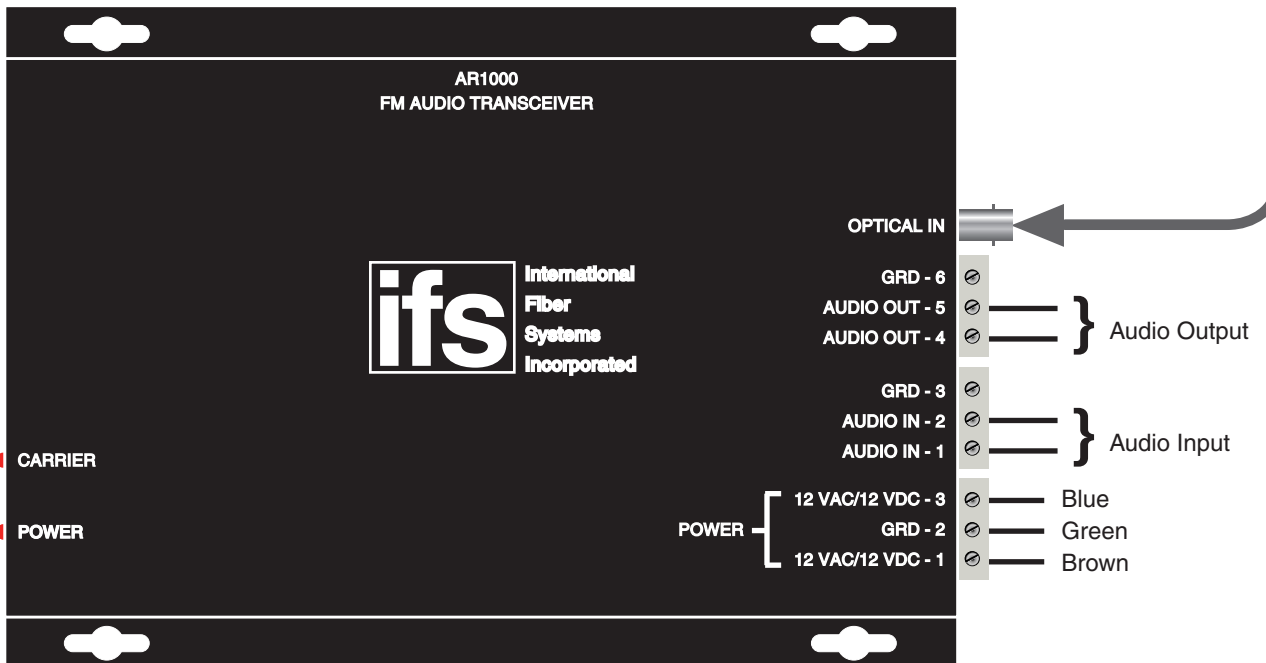 AR1000
FM AUDIO TRANSCEIVER
OPTICAL IN
ifs
International
Fiber
Systems
Incorporated
GRD - 6
AUDIO OUT - 5
AUDIO OUT - 4
} Audio Output
GRD - 3
AUDIO IN - 2
AUDIO IN - 1
} Audio Input
CARRIER
POWER
POWER
12 VAC/12 VDC - 3 Blue
GRD - 2 Green
12 VAC/12 VDC - 1 Brown